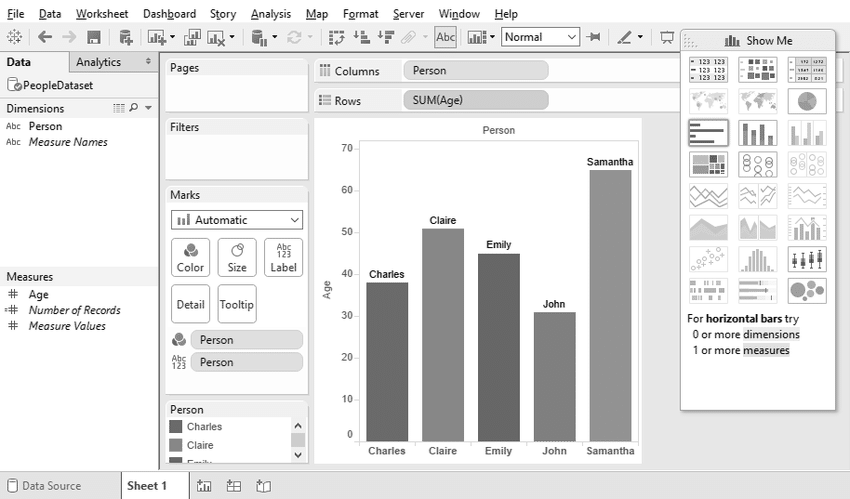 File Data Worksheet Dashboard Story Analysis Map Format Server Window Help
Abc Normal
Data Analytics
PeopleDataset
Dimensions
Abc Person
Abc Measure Names
Measures
# Age
# Number of Records
# Measure Values
Pages
Filters
Marks
Automatic
Color Size Abc 123 Label
Detail Tooltip
Person
Abc 123 Person
Person
Charles
Claire
Emily
Columns Person
Rows SUM(Age)
Person
Age
70
60
50
40
30
20
10
0
Charles
Claire
Emily
John
Samantha
Charles Claire Emily John Samantha
Show Me
For horizontal bars try
0 or more dimensions
1 or more measures
Data Source Sheet 1